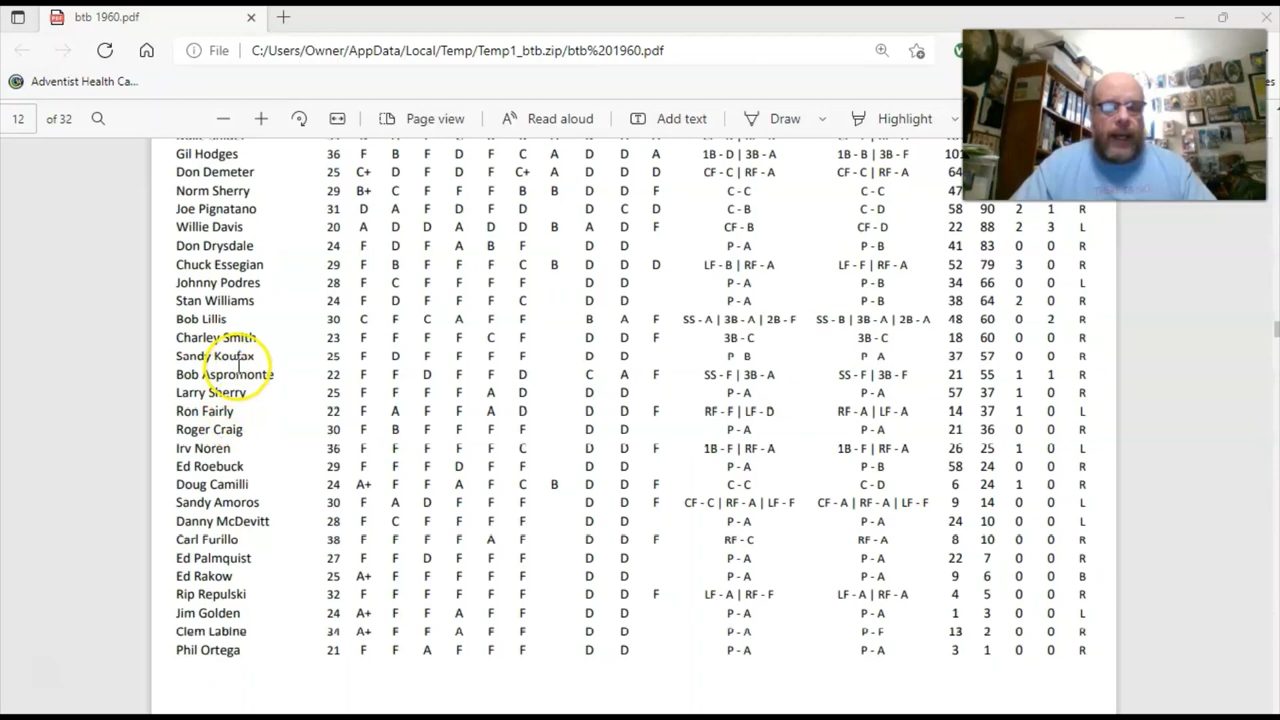 btb 1960.pdf
File C:/Users/Owner/AppData/Local/Temp/Temp1_btb.zip/btb%201960.pdf
Adventist Health Ca...
12 of 32 Page view Read aloud Add text Draw Highlight
Gil Hodges 36 F B F D F C A D D A 1B - D | 3B - A 1B - B | 3B - F 101
Don Demeter 25 C+ D F D F C+ A D D D CF - C | RF - A CF - C | RF - A 64
Norm Sherry 29 B+ C F F F B B D D F C - C C - C 47
Joe Pignatano 31 D A F D F D D C D C - B C - D 58 90 2 1 R
Willie Davis 20 A D D A D D B A D F CF - B CF - D 22 88 2 3 L
Don Drysdale 24 F D F A B F D D P - A P - B 41 83 0 0 R
Chuck Essegian 29 F B F F F C B D D D LF - B | RF - A LF - F | RF - A 52 79 3 0 R
Johnny Podres 28 F C F F F F D D P - A P - B 34 66 0 0 L
Stan Williams 24 F D F F F C D D P - A P - B 38 64 2 0 R
Bob Lillis 30 C F C A F F B A F SS - A | 3B - A | 2B - F SS - B | 3B - A | 2B - A 48 60 0 2 R
Charley Smith 23 F F F F C F D D F 3B - C 3B - C 18 60 0 0 R
Sandy Koufax 25 F D F F F F D D P B P A 37 57 0 0 R
Bob Aspromonte 22 F F D F F D C A F SS - F | 3B - A SS - F | 3B - F 21 55 1 1 R
Larry Sherry 25 F F F F A D D D P - A P - A 57 37 1 0 R
Ron Fairly 22 F A F F A D D D F RF - F | LF - D RF - A | LF - A 14 37 1 0 L
Roger Craig 30 F B F F F F D D P - A P - A 21 36 0 0 R
Irv Noren 36 F F F F F C D D F 1B - F | RF - A 1B - F | RF - A 26 25 1 0 L
Ed Roebuck 29 F F F D F F D D P - A P - B 58 24 0 0 R
Doug Camilli 24 A+ F F A F C B D D F C - C C - D 6 24 1 0 R
Sandy Amoros 30 F A D F F F D D F CF - C | RF - A | LF - F CF - A | RF - A | LF - F 9 14 0 0 L
Danny McDevitt 28 F C F F F F D D P - A P - A 24 10 0 0 L
Carl Furillo 38 F F F F A F D D F RF - C RF - A 8 10 0 0 R
Ed Palmquist 27 F F D F F F D D P - A P - A 22 7 0 0 R
Ed Rakow 25 A+ F F F F F D D P - A P - A 9 6 0 0 B
Rip Repulski 32 F F F F F F D D F LF - A | RF - F LF - A | RF - A 4 5 0 0 R
Jim Golden 24 A+ F F A F F D D P - A P - A 1 3 0 0 L
Clem Labine 34 A+ F F A F F D D P - A P - F 13 2 0 0 R
Phil Ortega 21 F F A F F F D D P - A P - A 3 1 0 0 R